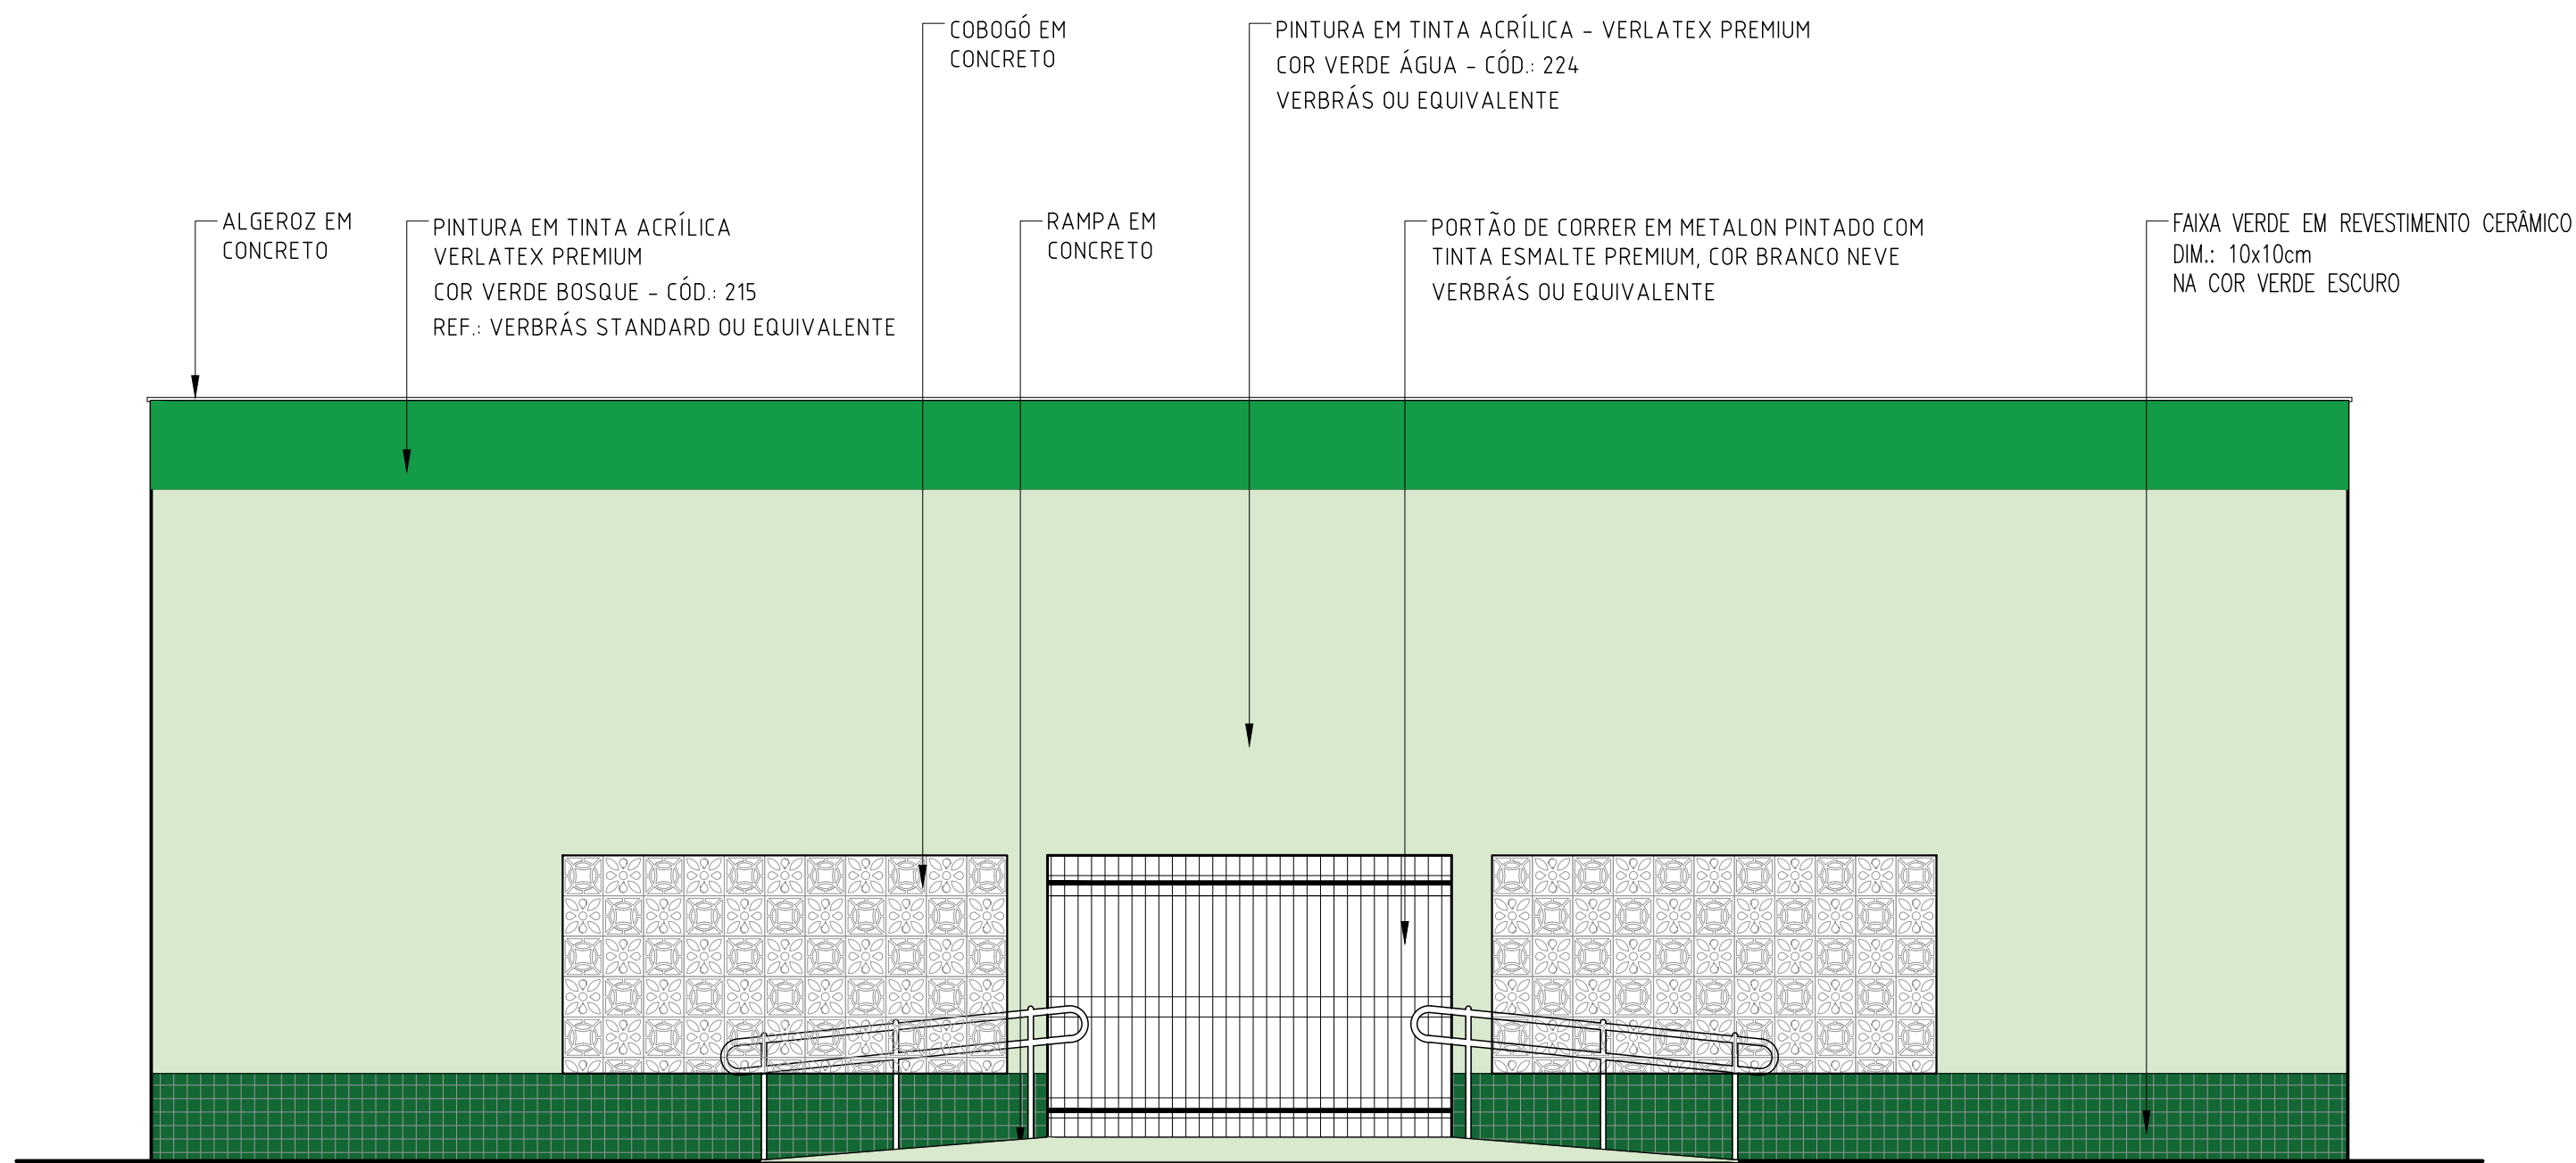 COBOGÓ EM
CONCRETO
PINTURA EM TINTA ACRÍLICA - VERLATEX PREMIUM
COR VERDE ÁGUA - CÓD.: 224
VERBRÁS OU EQUIVALENTE
ALGEROZ EM
CONCRETO
PINTURA EM TINTA ACRÍLICA
VERLATEX PREMIUM
COR VERDE BOSQUE - CÓD.: 215
REF.: VERBRÁS STANDARD OU EQUIVALENTE
RAMPA EM
CONCRETO
PORTÃO DE CORRER EM METALON PINTADO COM
TINTA ESMALTE PREMIUM, COR BRANCO NEVE
VERBRÁS OU EQUIVALENTE
FAIXA VERDE EM REVESTIMENTO CERÂMICO
DIM.: 10x10cm
NA COR VERDE ESCURO